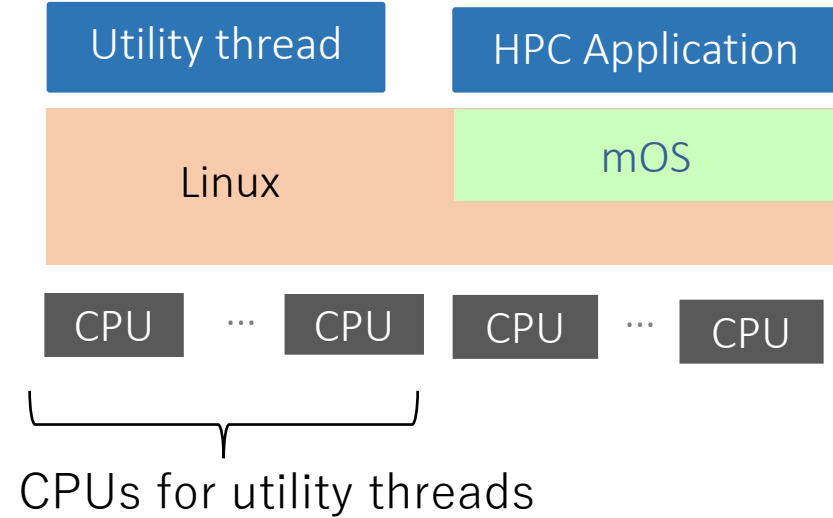 Utility thread
HPC Application
mOS
Linux
CPU
...
CPU
CPU
...
CPU
CPUs for utility threads